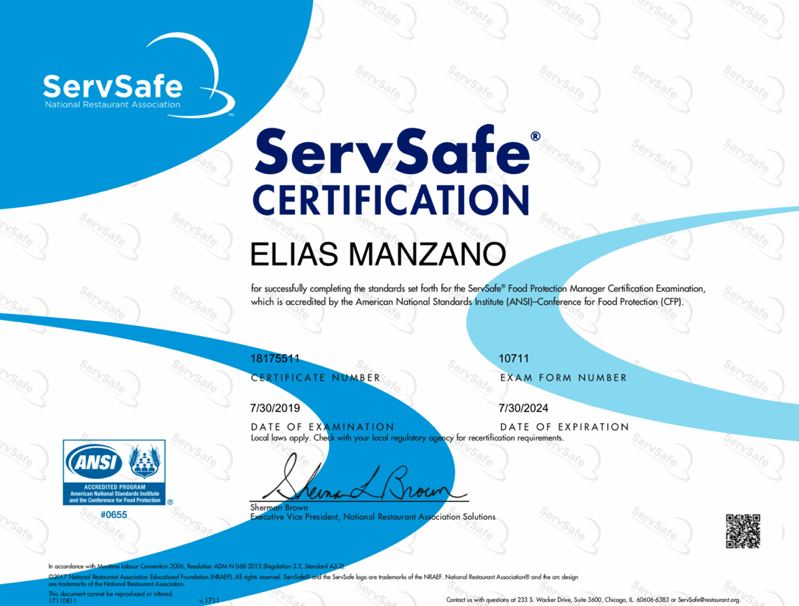 ServSafe
National Restaurant Association
ServSafe®
CERTIFICATION
ELIAS MANZANO
for successfully completing the standards set forth for the ServSafe® Food Protection Manager Certification Examination,
which is accredited by the American National Standards Institute (ANSI)–Conference for Food Protection (CFP).
18175511
10711
CERTIFICATE NUMBER
EXAM FORM NUMBER
7/30/2019
7/30/2024
DATE OF EXAMINATION
DATE OF EXPIRATION
Local laws apply. Check with your local regulatory agency for recertification requirements.
ANSI
ACCREDITED PROGRAM
American National Standards Institute
and the Conference for Food Protection
®
#0655
Sherman Brown
Executive Vice President, National Restaurant Association Solutions
In accordance with Maritime Labour Convention 2006, Resolution ADM N 068-2013 (Regulation 3.2, Standard A3.2)
©2017 National Restaurant Association Educational Foundation (NRAEF). All rights reserved. ServSafe® and the ServSafe logo are trademarks of the NRAEF. National Restaurant Association® and the arc design
are trademarks of the National Restaurant Association.
This document cannot be reproduced or altered.
17110811
v.1711
Contact us with questions at 233 S. Wacker Drive, Suite 3600, Chicago, IL 60606-6383 or ServSafe@restaurant.org.